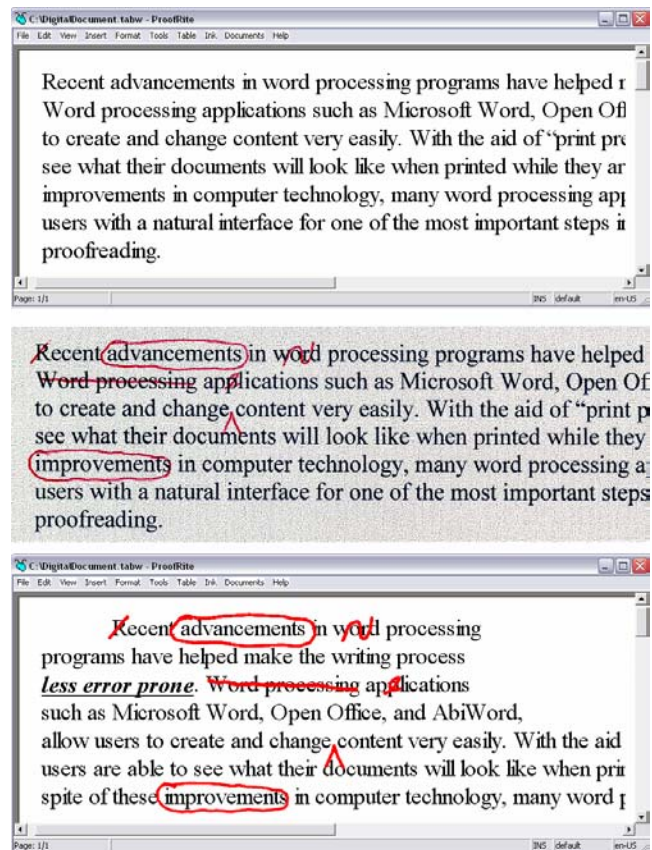 C:\DigitalDocument.tabw - ProofRite
File Edit View Insert Format Tools Table Ink Documents Help
Recent advancements in word processing programs have helped
Word processing applications such as Microsoft Word, Open Off
to create and change content very easily. With the aid of “print pre
see what their documents will look like when printed while they ar
improvements in computer technology, many word processing app
users with a natural interface for one of the most important steps in
proofreading.
Page: 1/1 INS default en-US
Recent advancements in word processing programs have helped
Word processing applications such as Microsoft Word, Open Of
to create and change content very easily. With the aid of “print p
see what their documents will look like when printed while they
improvements in computer technology, many word processing a
users with a natural interface for one of the most important steps
proofreading.
C:\DigitalDocument.tabw - ProofRite
File Edit View Insert Format Tools Table Ink Documents Help
Recent advancements in word processing
programs have helped make the writing process
less error prone. Word processing applications
such as Microsoft Word, Open Office, and AbiWord,
allow users to create and change content very easily. With the aid
users are able to see what their documents will look like when prin
spite of these improvements in computer technology, many word p
Page: 1/1 INS default en-US